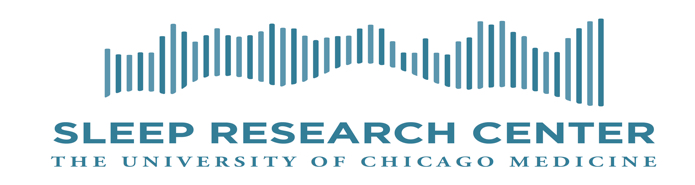 SLEEP RESEARCH CENTER
THE UNIVERSITY OF CHICAGO MEDICINE